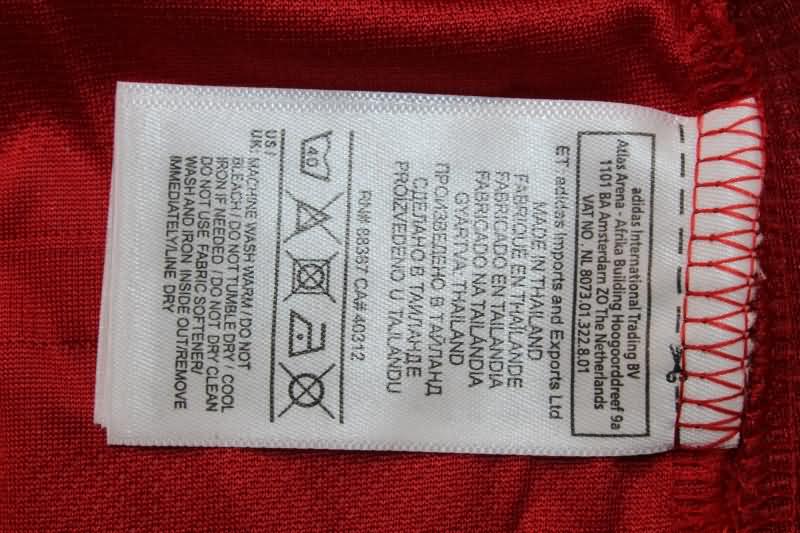 adidas International Trading BV
Atlas Arena - Afrika Building Hoogoorddreef 9a
1101 BA Amsterdam ZO The Netherlands
VAT NO. NL 8073.01.322.8.01
ET: adidas Imports and Exports Ltd
MADE IN THAILAND
FABRIQUE EN THAILANDE
FABRICADO EN TAILANDIA
FABRICADO NA TAILÂNDIA
GYÁRTVA: THAILAND
ПРОИЗВЕДЕНО В ТАЙЛАНД
СДЕЛАНО В ТАИЛАНДЕ
PROIZVEDENO U TAJLANDU
RN# 88387 CA# 40312
40
US /
UK: MACHINE WASH WARM / DO NOT
BLEACH / DO NOT TUMBLE DRY / COOL
IRON IF NEEDED / DO NOT DRY CLEAN
DO NOT USE FABRIC SOFTENER/
WASH AND IRON INSIDE OUT/REMOVE
IMMEDIATELY/LINE DRY